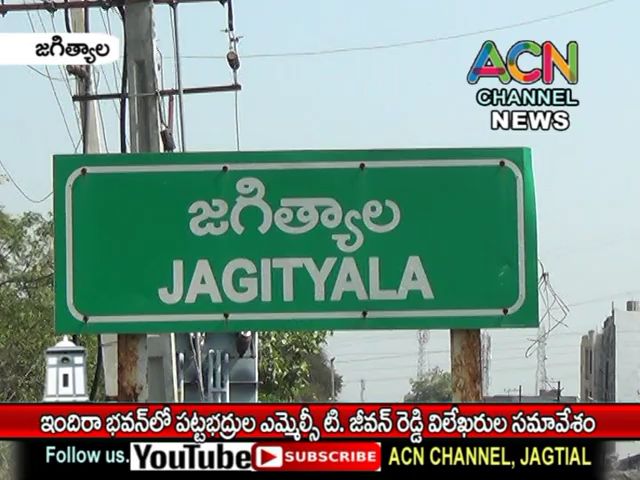 జగిత్యాల
ACN
CHANNEL
NEWS
జగిత్యాల
JAGITYALA
ఇందిరా భవన్‌లో పట్టభద్రుల ఎమ్మెల్సీ టి. జీవన్ రెడ్డి విలేఖరుల సమావేశం
Follow us. YouTube SUBSCRIBE ACN CHANNEL, JAGTIAL